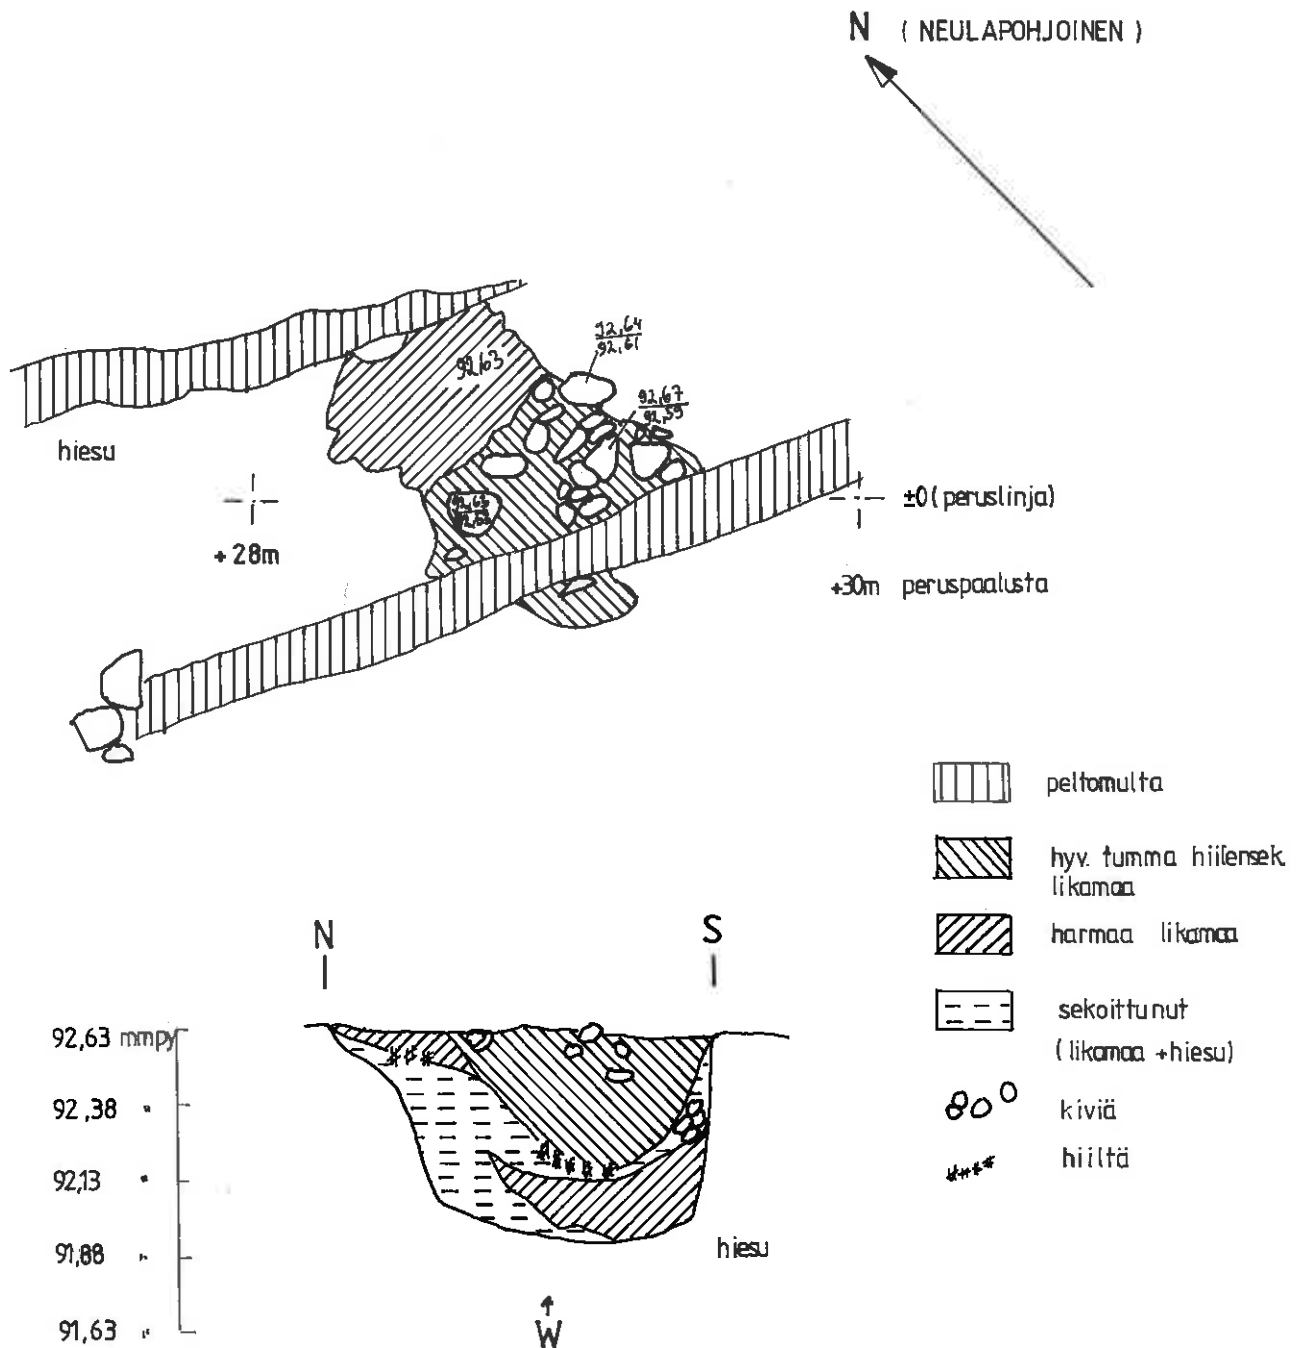 N ( NEULAPOHJOINEN )
92,64
92,61
92,63
92,67
92,59
hiesu
±0 (peruslinja)
+ 28m
+30m peruspaalusta
peltomulta
hyv. tumma hiilensek.
likamaa
harmaa likamaa
sekoittunut
(likamaa + hiesu)
kiviä
hiiltä
N
S
92,63 mmpy
92,38 "
92,13 "
91,88 "
91,63 "
hiesu
W